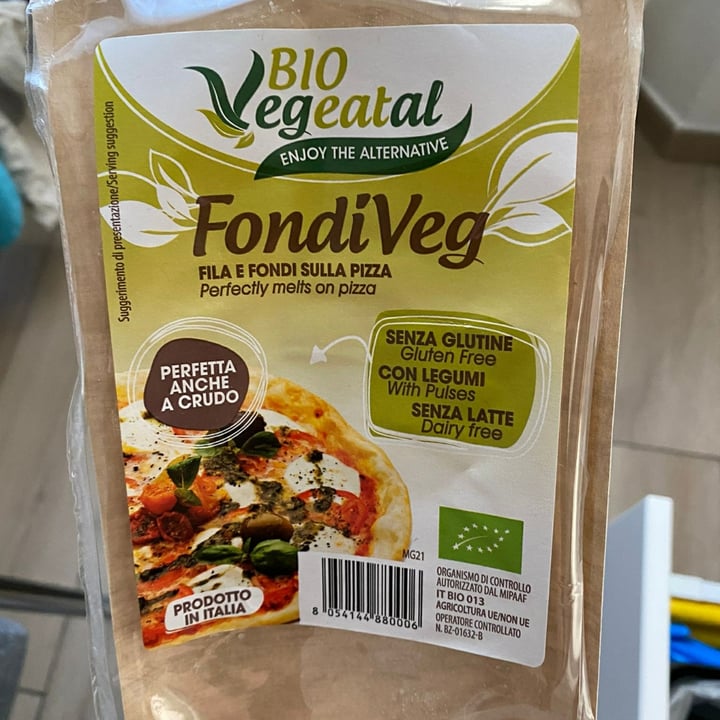 BIO
Vegeatal
ENJOY THE ALTERNATIVE
Suggerimento di presentazione/Serving suggestion
FondiVeg
FILA E FONDI SULLA PIZZA
Perfectly melts on pizza
PERFETTA
ANCHE
A CRUDO
SENZA GLUTINE
Gluten Free
CON LEGUMI
With Pulses
SENZA LATTE
Dairy free
MG21
PRODOTTO
IN ITALIA
8 054144 880006
ORGANISMO DI CONTROLLO
AUTORIZZATO DAL MIPAAF
IT BIO 013
AGRICOLTURA UE/NON UE
OPERATORE CONTROLLATO
N. BZ-01632-B